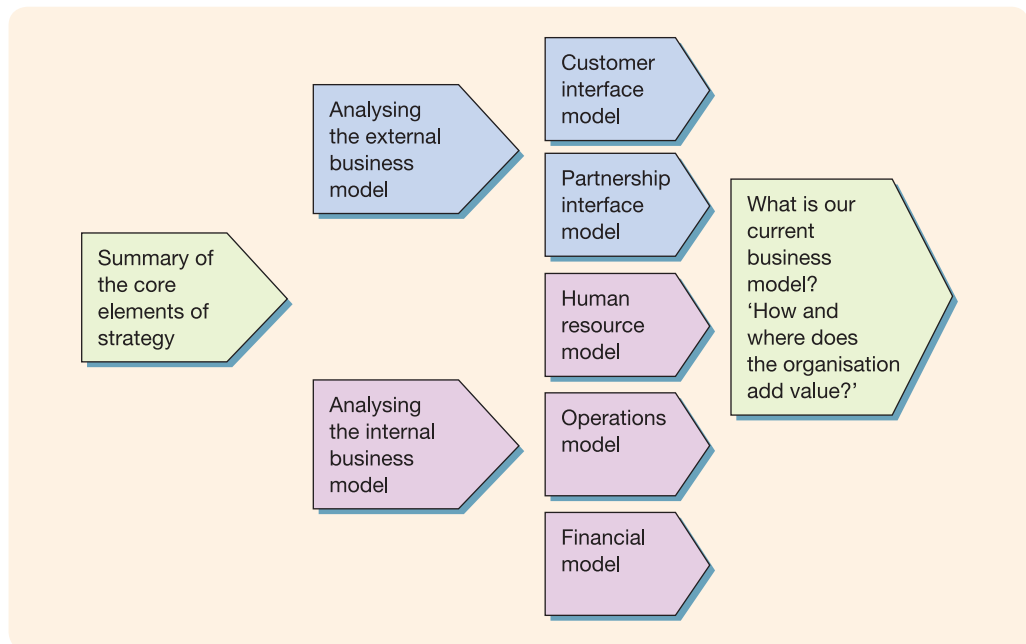 Summary of
the core
elements of
strategy
Analysing
the external
business
model
Analysing
the internal
business
model
Customer
interface
model
Partnership
interface
model
Human
resource
model
Operations
model
Financial
model
What is our
current
business
model?
‘How and
where does
the organisation
add value?’